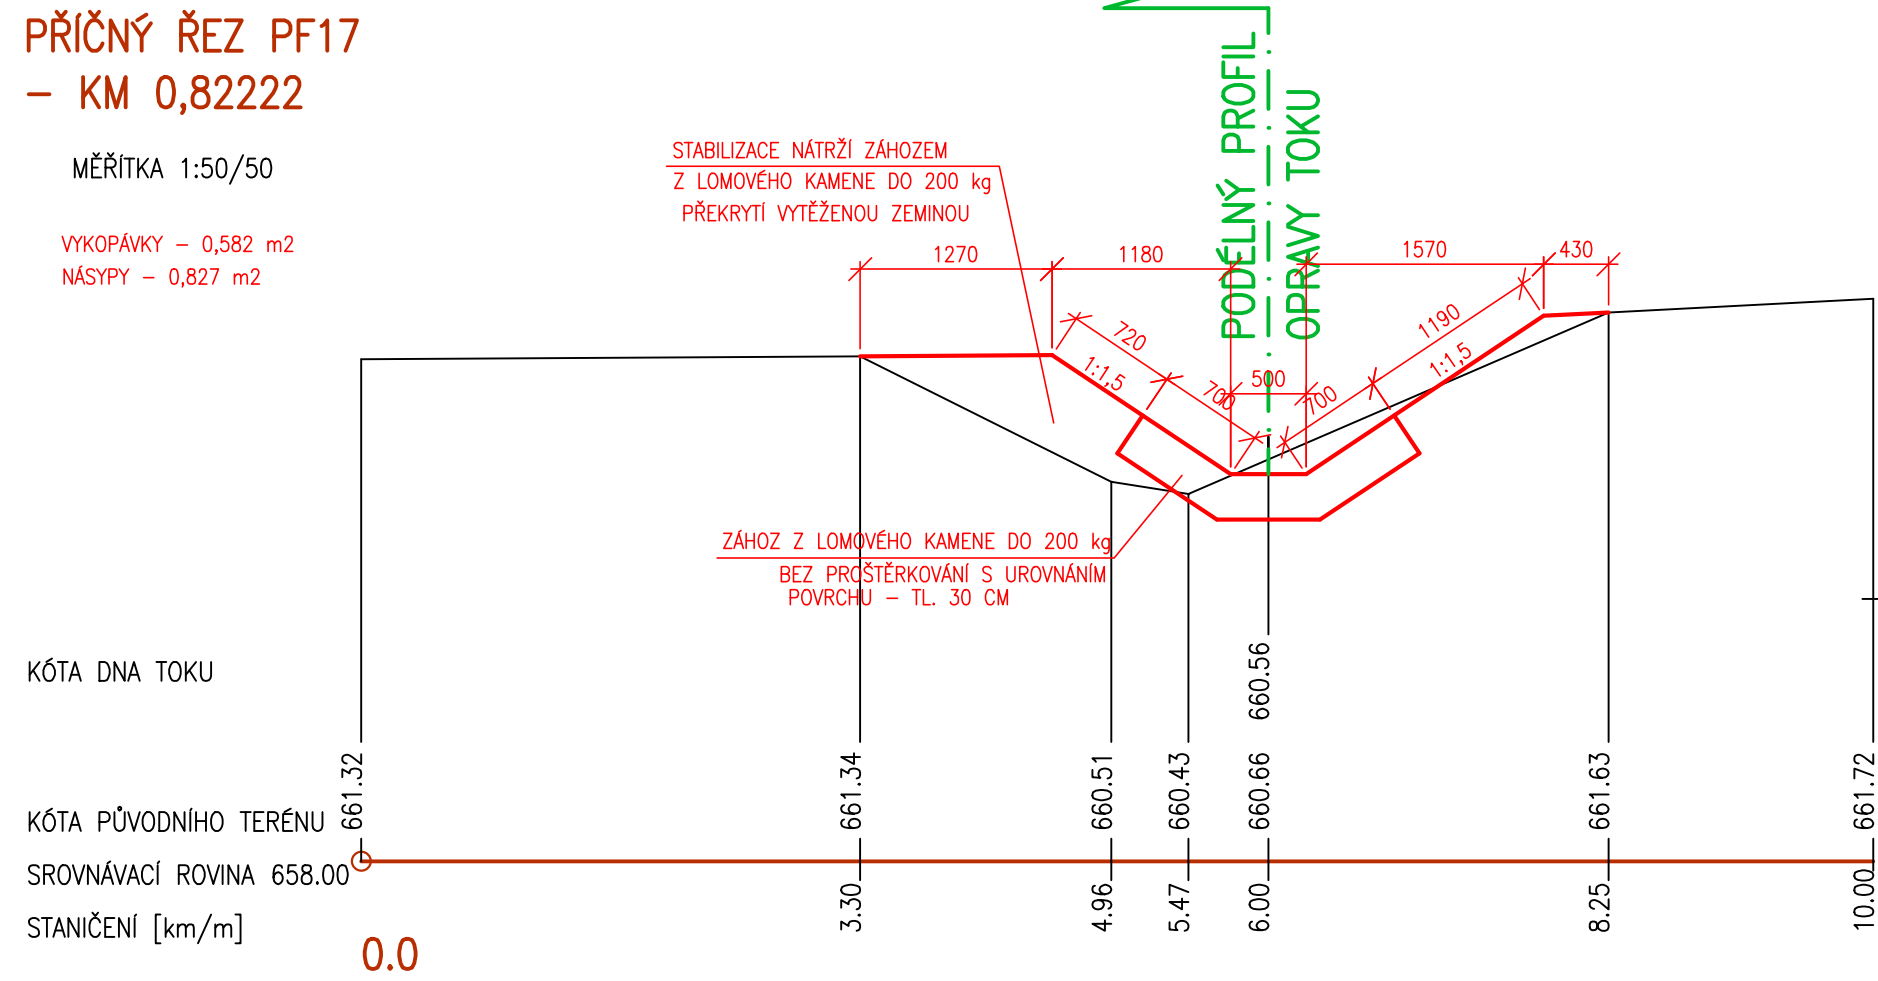 PŘÍČNÝ ŘEZ PF17
- KM 0,82222
MĚŘÍTKA 1:50/50
VYKOPÁVKY - 0,582 m2
NÁSYPY - 0,827 m2
STABILIZACE NÁTRŽÍ ZÁHOZEM
Z LOMOVÉHO KAMENE DO 200 kg
PŘEKRYTÍ VYTĚŽENOU ZEMINOU
PODÉLNÝ PROFIL
OPRAVY TOKU
1270
1180
1570
430
720
1:1,5
700
500
700
1190
1:1,5
ZÁHOZ Z LOMOVÉHO KAMENE DO 200 kg
BEZ PROŠTĚRKOVÁNÍ S UROVNÁNÍM
POVRCHU - TL. 30 CM
KÓTA DNA TOKU
660.56
KÓTA PŮVODNÍHO TERÉNU
661.32
661.34
660.51
660.43
660.66
661.63
661.72
SROVNÁVACÍ ROVINA 658.00
STANIČENÍ [km/m]
0.0
3.30
4.96
5.47
6.00
8.25
10.00